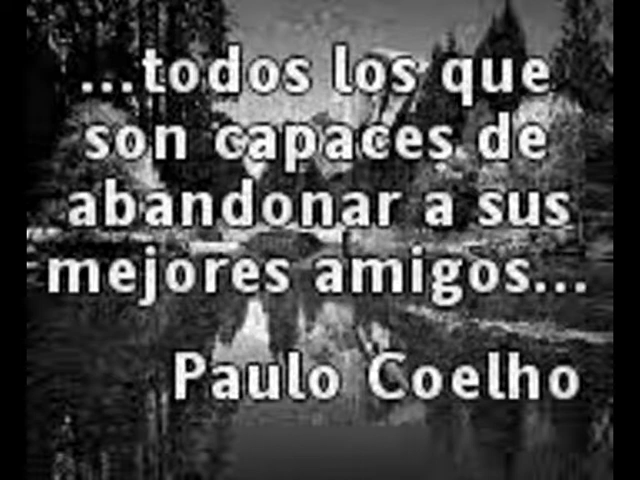 ...todos los que
son capaces de
abandonar a sus
mejores amigos...
Paulo Coelho